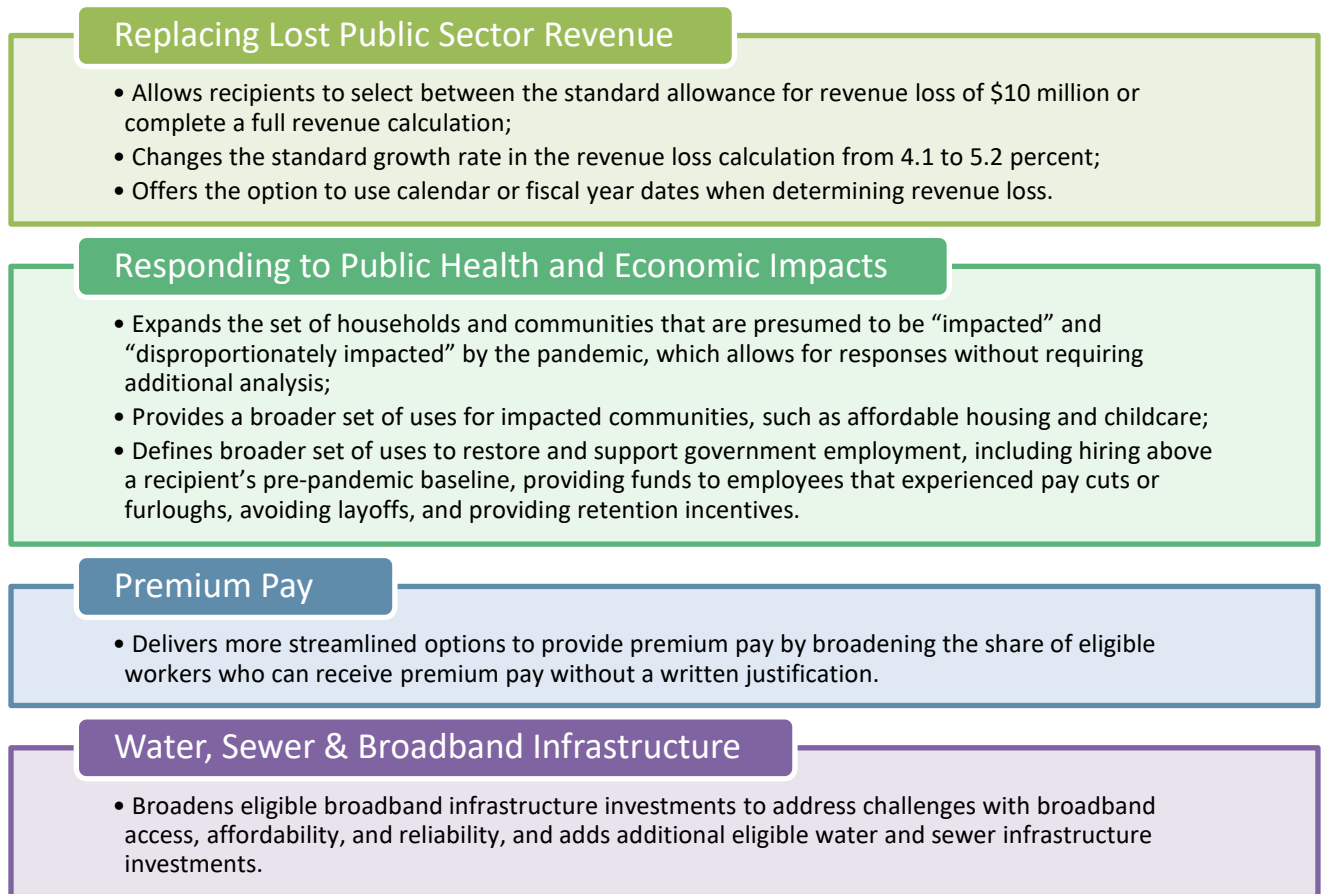 Replacing Lost Public Sector Revenue
• Allows recipients to select between the standard allowance for revenue loss of $10 million or
complete a full revenue calculation;
• Changes the standard growth rate in the revenue loss calculation from 4.1 to 5.2 percent;
• Offers the option to use calendar or fiscal year dates when determining revenue loss.
Responding to Public Health and Economic Impacts
• Expands the set of households and communities that are presumed to be “impacted” and
“disproportionately impacted” by the pandemic, which allows for responses without requiring
additional analysis;
• Provides a broader set of uses for impacted communities, such as affordable housing and childcare;
• Defines broader set of uses to restore and support government employment, including hiring above
a recipient’s pre-pandemic baseline, providing funds to employees that experienced pay cuts or
furloughs, avoiding layoffs, and providing retention incentives.
Premium Pay
• Delivers more streamlined options to provide premium pay by broadening the share of eligible
workers who can receive premium pay without a written justification.
Water, Sewer & Broadband Infrastructure
• Broadens eligible broadband infrastructure investments to address challenges with broadband
access, affordability, and reliability, and adds additional eligible water and sewer infrastructure
investments.